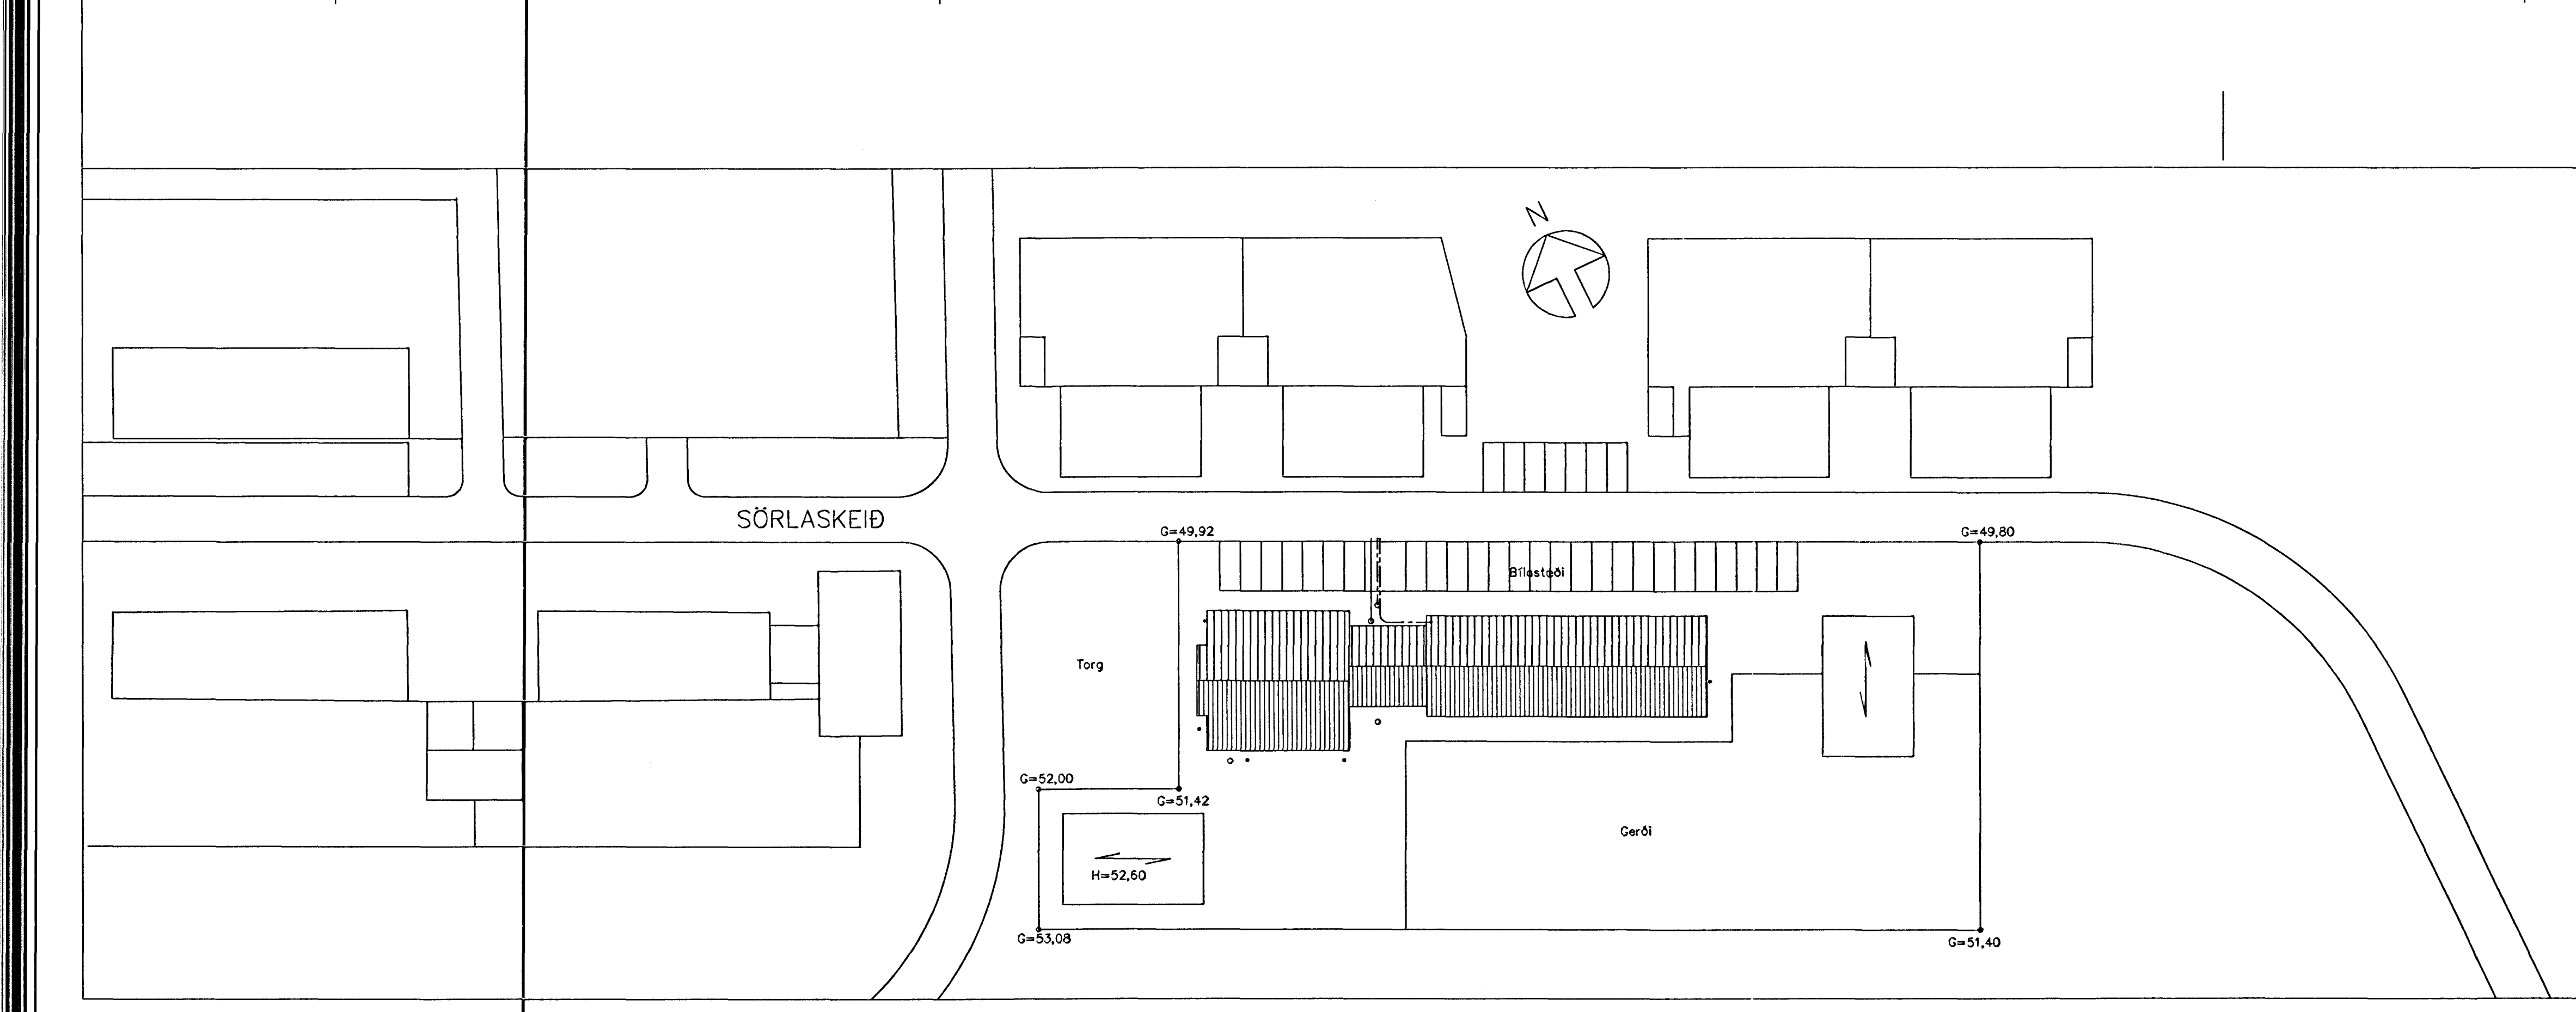 N
SÖRLASKEIÐ
G=49,92
G=49,80
Bílastæði
Torg
G=52,00
G=51,42
Gerði
H=52,60
G=53,08
G=51,40